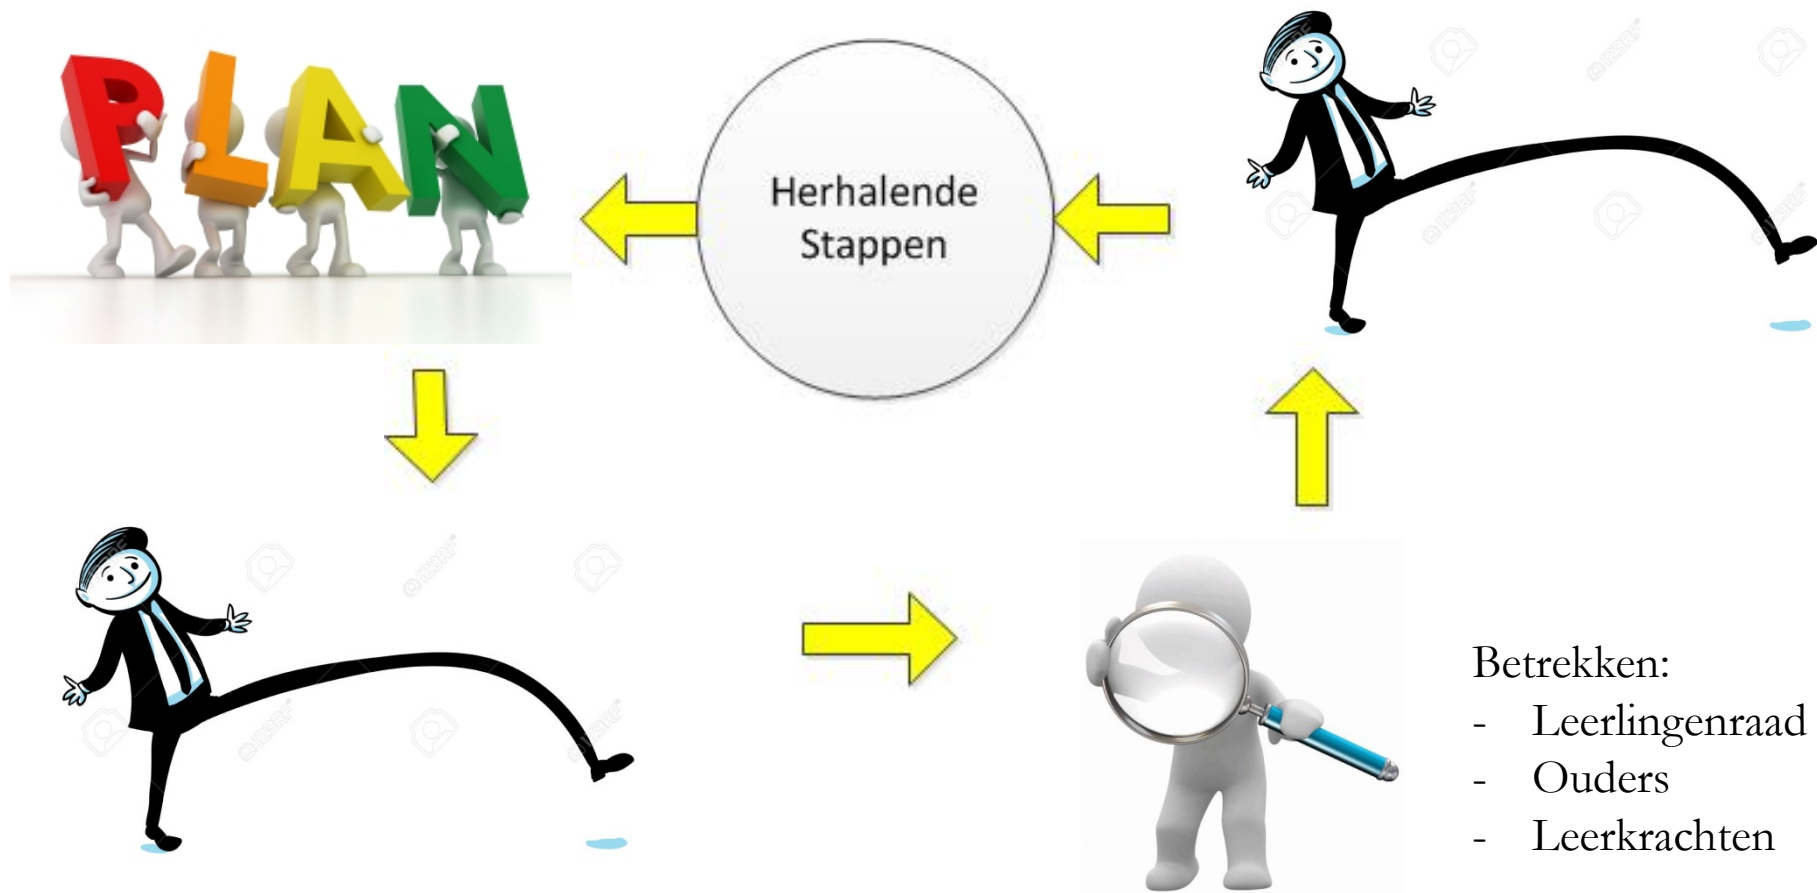 PLAN
Herhalende
Stappen
Betrekken:
- Leerlingenraad
- Ouders
- Leerkrachten